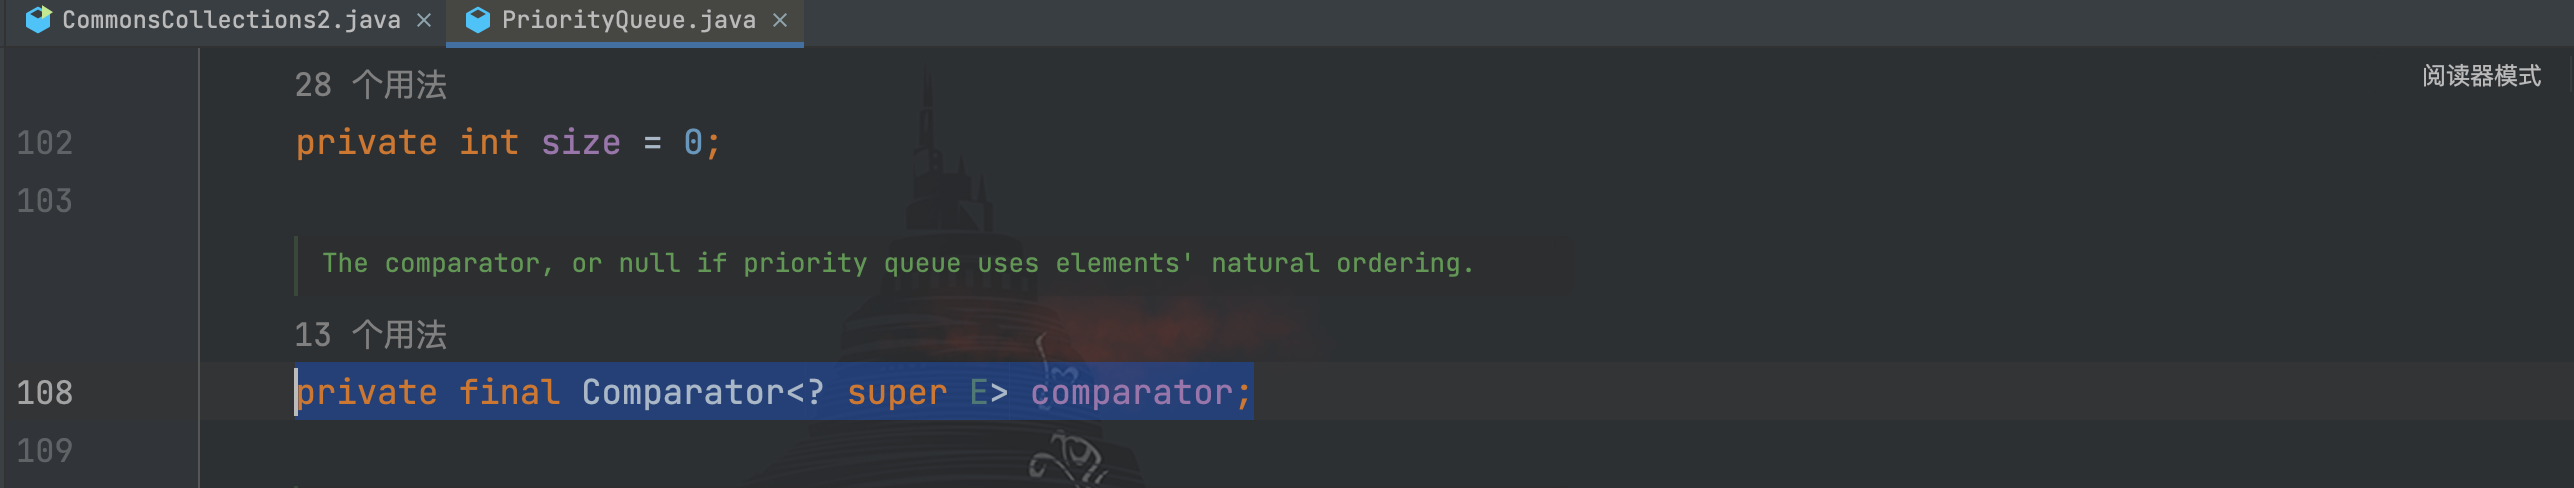 CommonsCollections2.java × PriorityQueue.java ×
28 个用法
阅读器模式
102 private int size = 0;
103
The comparator, or null if priority queue uses elements' natural ordering.
13 个用法
108 private final Comparator<? super E> comparator;
109